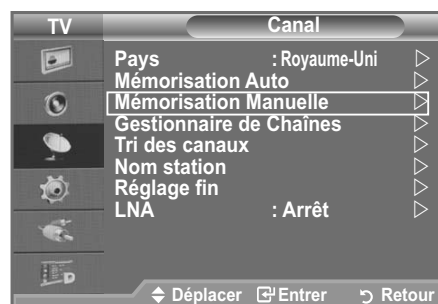 TV Canal
Pays : Royaume-Uni
Mémorisation Auto
Mémorisation Manuelle
Gestionnaire de Chaînes
Tri des canaux
Nom station
Réglage fin
LNA : Arrêt
D
Déplacer Entrer Retour